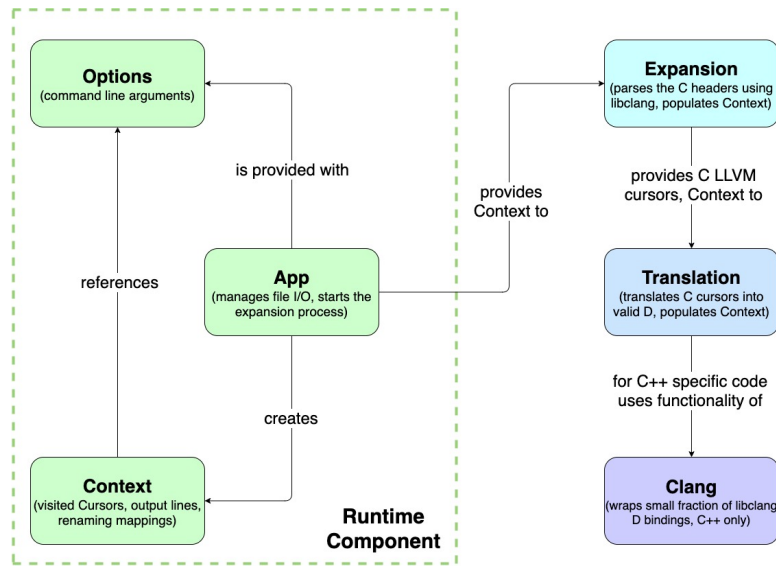 Options
(command line arguments)
Expansion
(parses the C headers using
libclang, populates Context)
is provided with
provides
Context to
provides C LLVM
cursors, Context to
references
App
(manages file I/O, starts the
expansion process)
Translation
(translates C cursors into
valid D, populates Context)
creates
for C++ specific code
uses functionality of
Context
(visited Cursors, output lines,
renaming mappings)
Runtime
Component
Clang
(wraps small fraction of libclang
D bindings, C++ only)